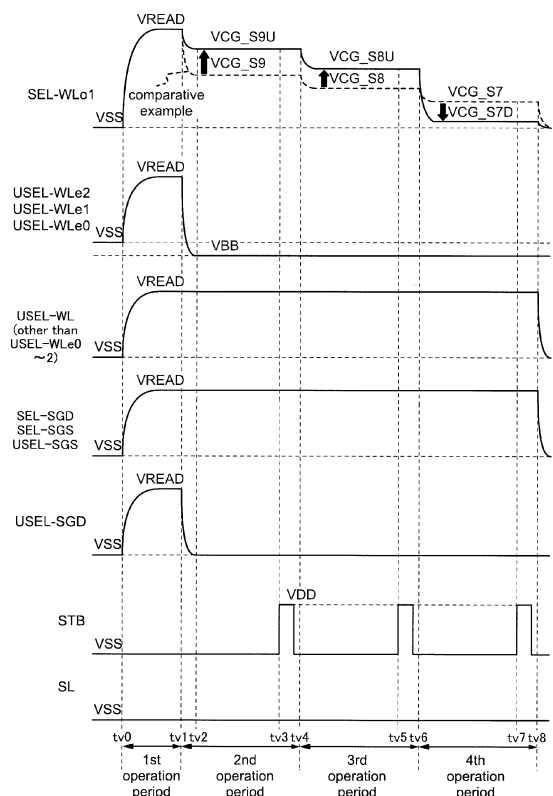 VREAD
VCG_S9U
VCG_S9
VCG_S8U
VCG_S8
VCG_S7
VCG_S7D
SEL-WLo1
comparative
example
VSS
VREAD
USEL-WLe2
USEL-WLe1
USEL-WLe0
VSS
VBB
VREAD
USEL-WL
(other than
USEL-WLe0
~2)
VSS
VREAD
SEL-SGD
SEL-SGS
USEL-SGS
VSS
VREAD
USEL-SGD
VSS
VDD
STB
VSS
SL
VSS
tv0 tv1 tv2 tv3 tv4 tv5 tv6 tv7 tv8
1st
operation
period
2nd
operation
period
3rd
operation
period
4th
operation
period